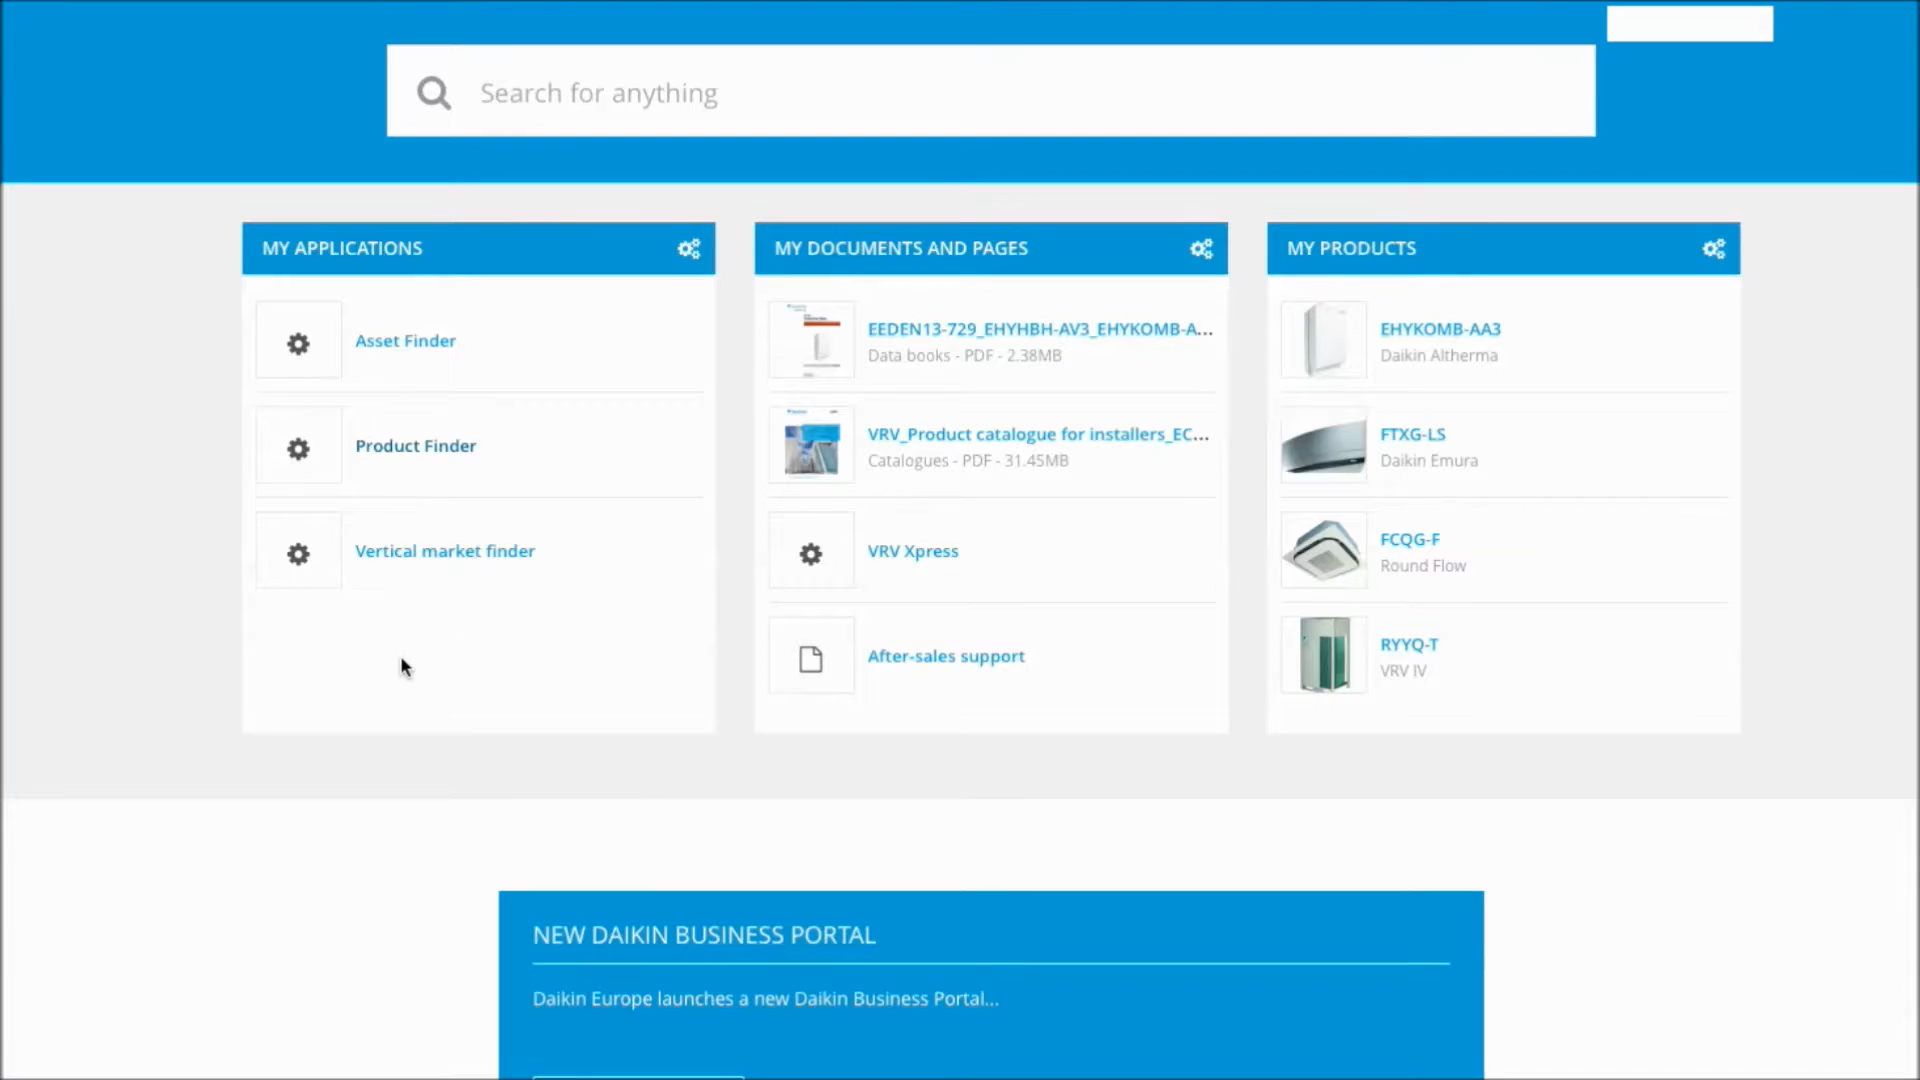 Search for anything
MY APPLICATIONS
Asset Finder
Product Finder
Vertical market finder
MY DOCUMENTS AND PAGES
EEDEN13-729_EHYHBH-AV3_EHYKOMB-A...
Data books - PDF - 2.38MB
VRV_Product catalogue for installers_EC...
Catalogues - PDF - 31.45MB
VRV Xpress
After-sales support
MY PRODUCTS
EHYKOMB-AA3
Daikin Altherma
FTXG-LS
Daikin Emura
FCQG-F
Round Flow
RYYQ-T
VRV IV
NEW DAIKIN BUSINESS PORTAL
Daikin Europe launches a new Daikin Business Portal...